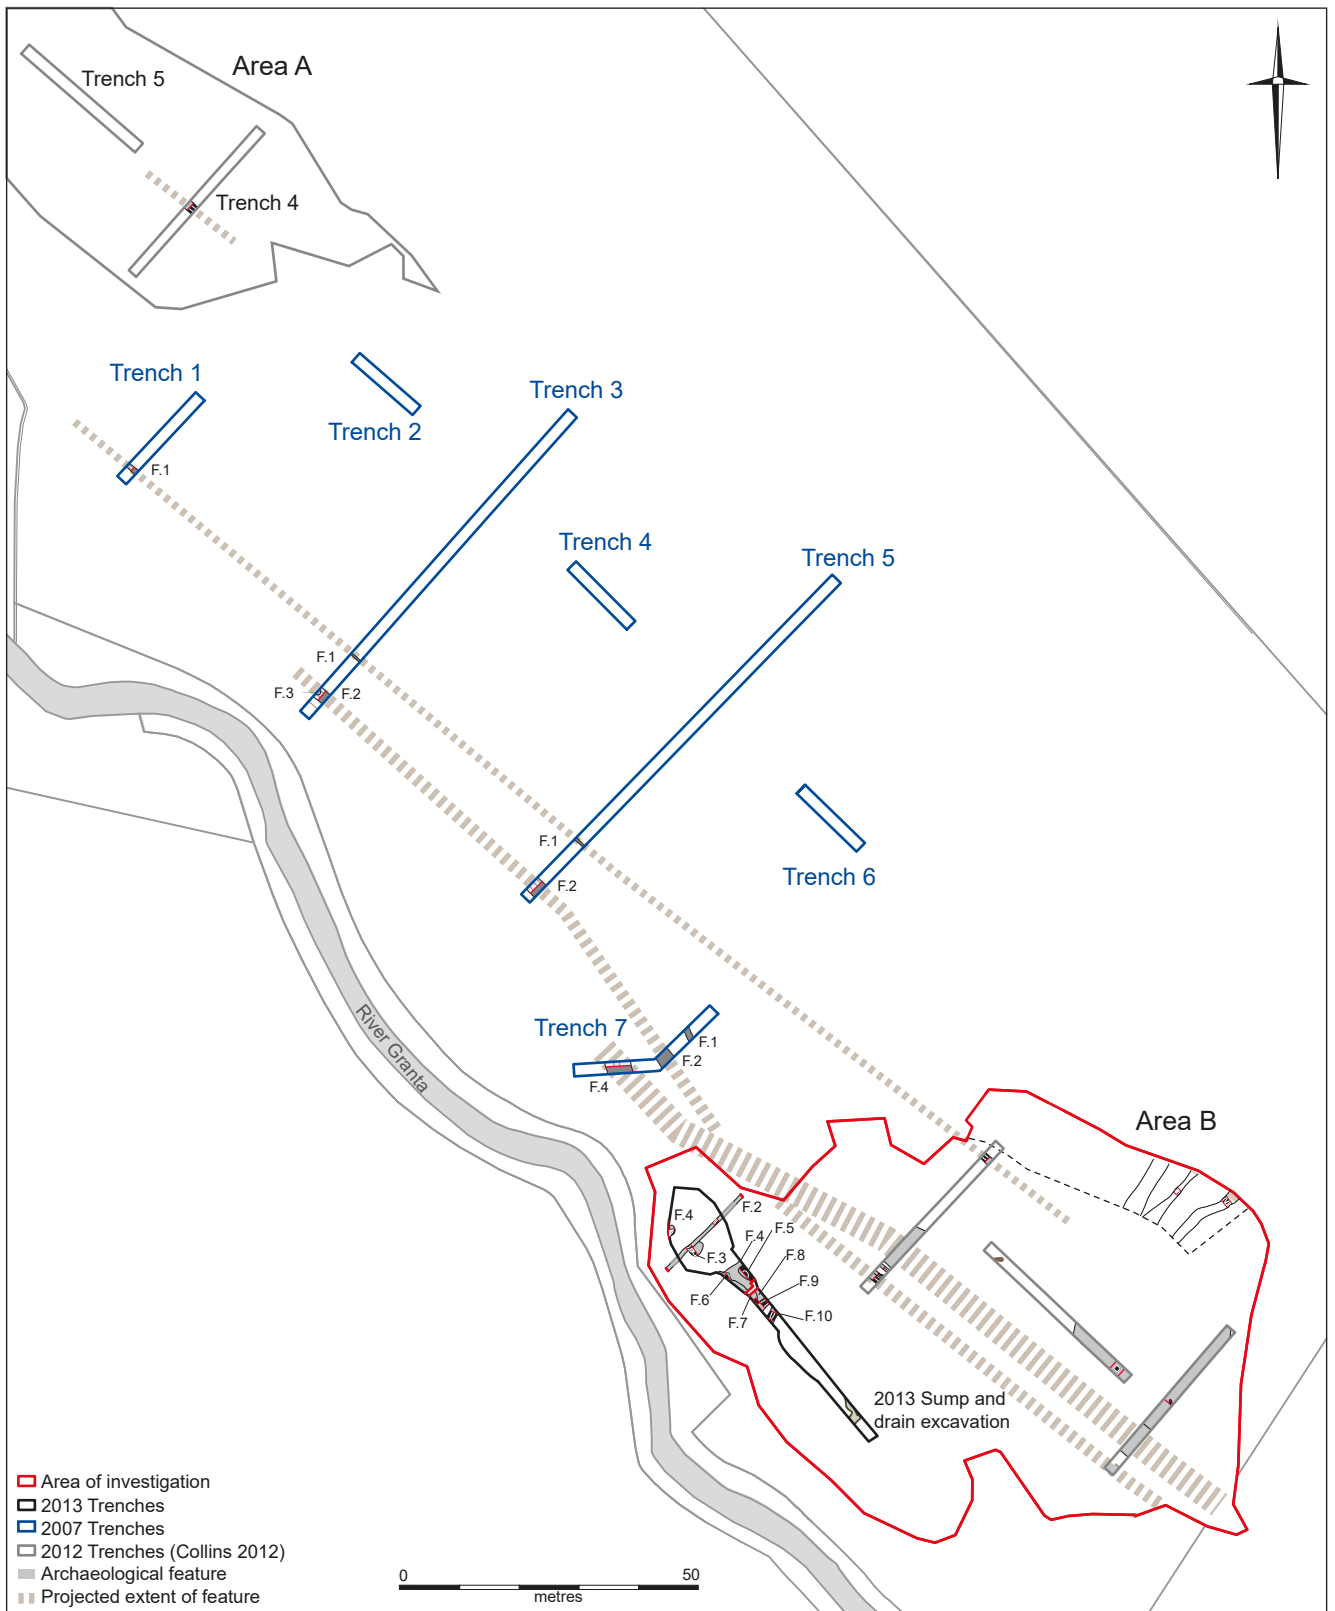 Area A
Trench 5
Trench 4
Trench 1
Trench 2
Trench 3
F.1
Trench 4
Trench 5
F.1
F.3
F.2
F.1
F.2
Trench 6
River Granta
Trench 7
F.1
F.2
F.4
Area B
F.4
F.2
F.5
F.4
F.3
F.8
F.9
F.6
F.7
F.10
2013 Sump and
drain excavation
Area of investigation
2013 Trenches
2007 Trenches
2012 Trenches (Collins 2012)
Archaeological feature
Projected extent of feature
0
50
metres